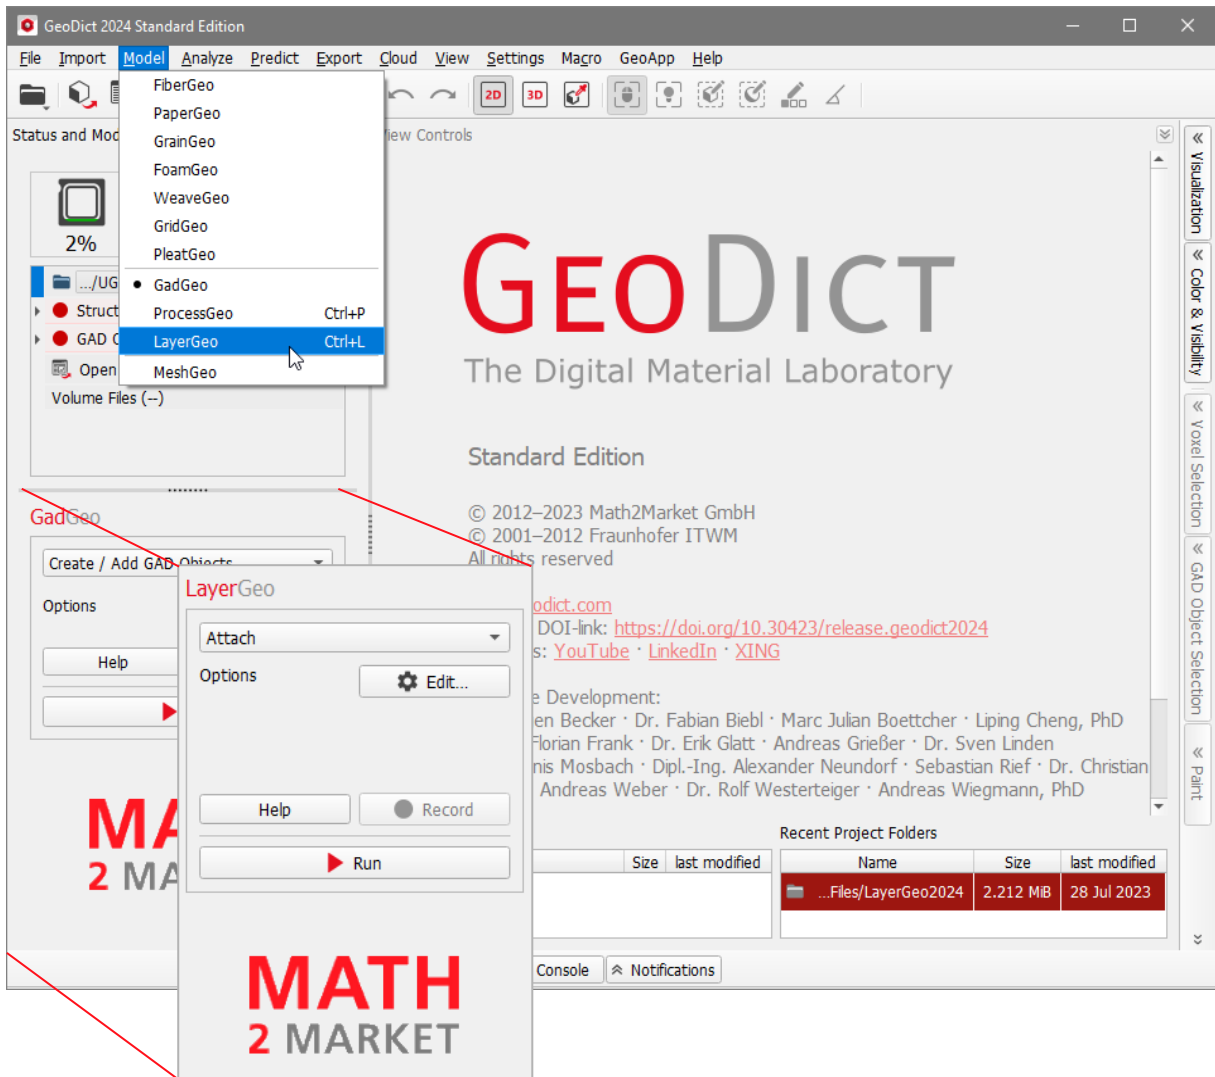 GeoDict 2024 Standard Edition
File Import Model Analyze Predict Export Cloud View Settings Macro GeoApp Help
FiberGeo
PaperGeo
GrainGeo
FoamGeo
WeaveGeo
GridGeo
PleatGeo
GadGeo
ProcessGeo Ctrl+P
LayerGeo Ctrl+L
MeshGeo
2D 3D
Status and Mod
View Controls
2%
.../UG
Struct
GAD O
Open
Volume Files (--)
GadGeo
Create / Add GAD Objects
Options
Help
LayerGeo
Attach
Options Edit...
Help Record
Run
MATH
2 MARKET
MA
2 MA
GEODICT
The Digital Material Laboratory
Standard Edition
© 2012–2023 Math2Market GmbH
© 2001–2012 Fraunhofer ITWM
All rights reserved
odict.com
DOI-link: https://doi.org/10.30423/release.geodict2024
s: YouTube · LinkedIn · XING
e Development:
en Becker · Dr. Fabian Biebl · Marc Julian Boettcher · Liping Cheng, PhD
Florian Frank · Dr. Erik Glatt · Andreas Grießer · Dr. Sven Linden
nis Mosbach · Dipl.-Ing. Alexander Neundorf · Sebastian Rief · Dr. Christian
Andreas Weber · Dr. Rolf Westerteiger · Andreas Wiegmann, PhD
Size last modified
Recent Project Folders
Name Size last modified
...Files/LayerGeo2024 2.212 MiB 28 Jul 2023
Console Notifications
Visualization
Color & Visibility
Voxel Selection
GAD Object Selection
Paint